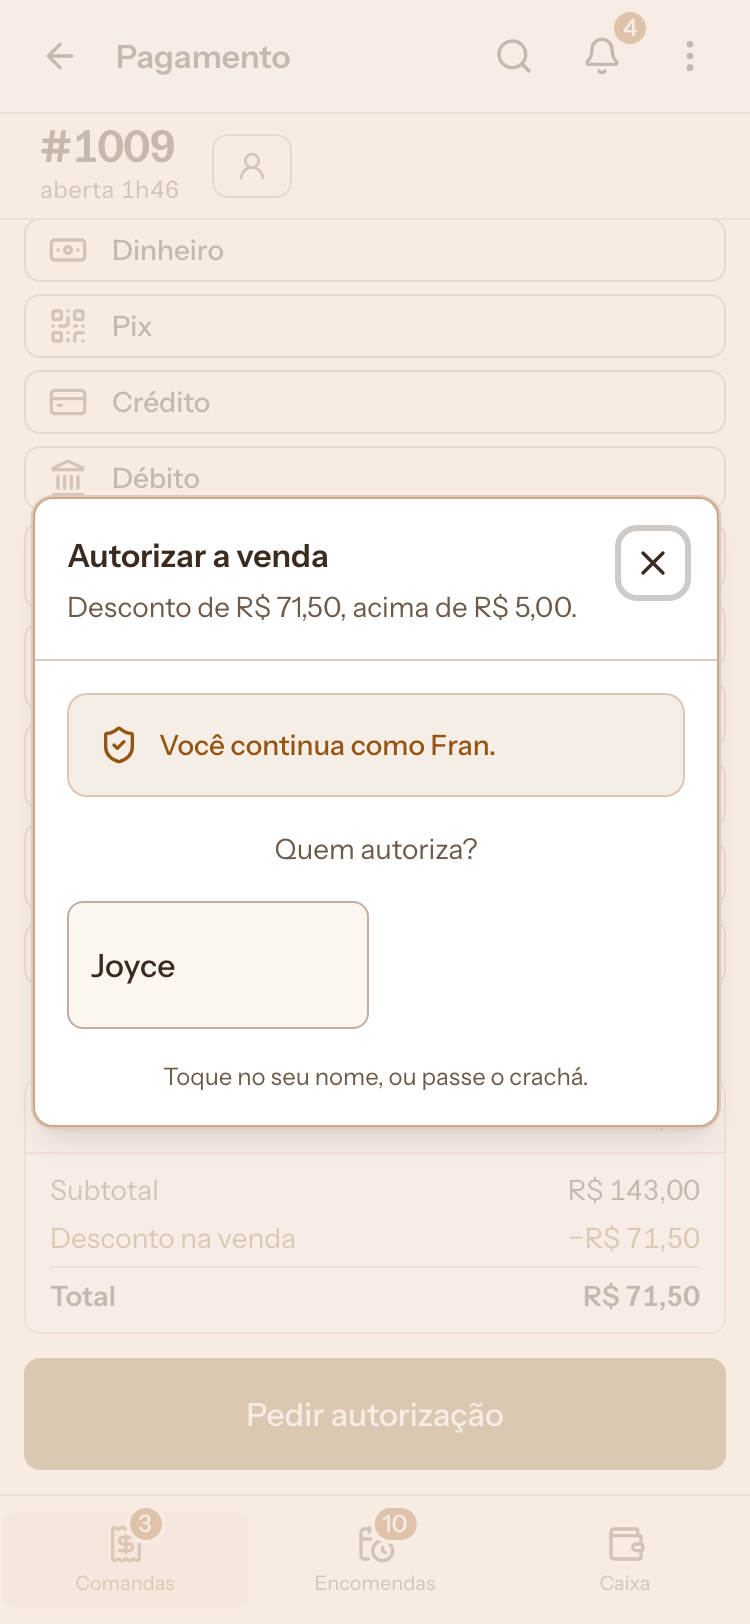 Pagamento
4
#1009
aberta 1h46
Dinheiro
Pix
Crédito
Débito
Autorizar a venda
Desconto de R$ 71,50, acima de R$ 5,00.
Você continua como Fran.
Quem autoriza?
Joyce
Toque no seu nome, ou passe o crachá.
Subtotal R$ 143,00
Desconto na venda −R$ 71,50
Total R$ 71,50
Pedir autorização
3
10
Comandas Encomendas Caixa